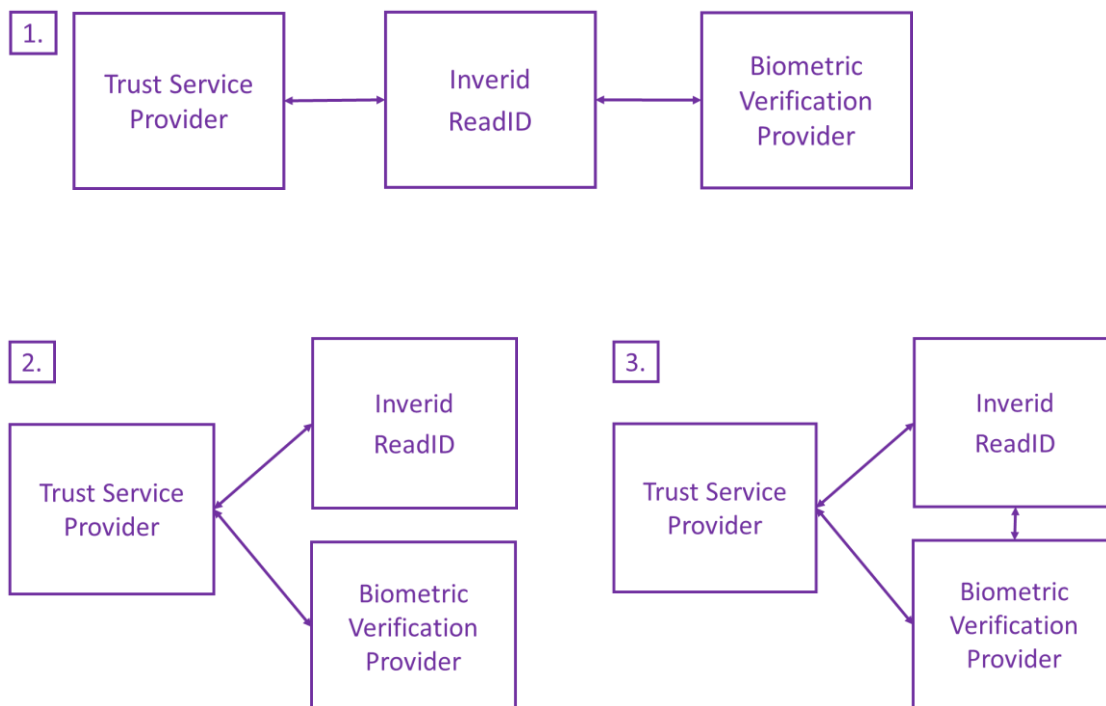 1.
Trust Service
Provider
Inverid
ReadID
Biometric
Verification
Provider
2.
Trust Service
Provider
Inverid
ReadID
Biometric
Verification
Provider
3.
Trust Service
Provider
Inverid
ReadID
Biometric
Verification
Provider